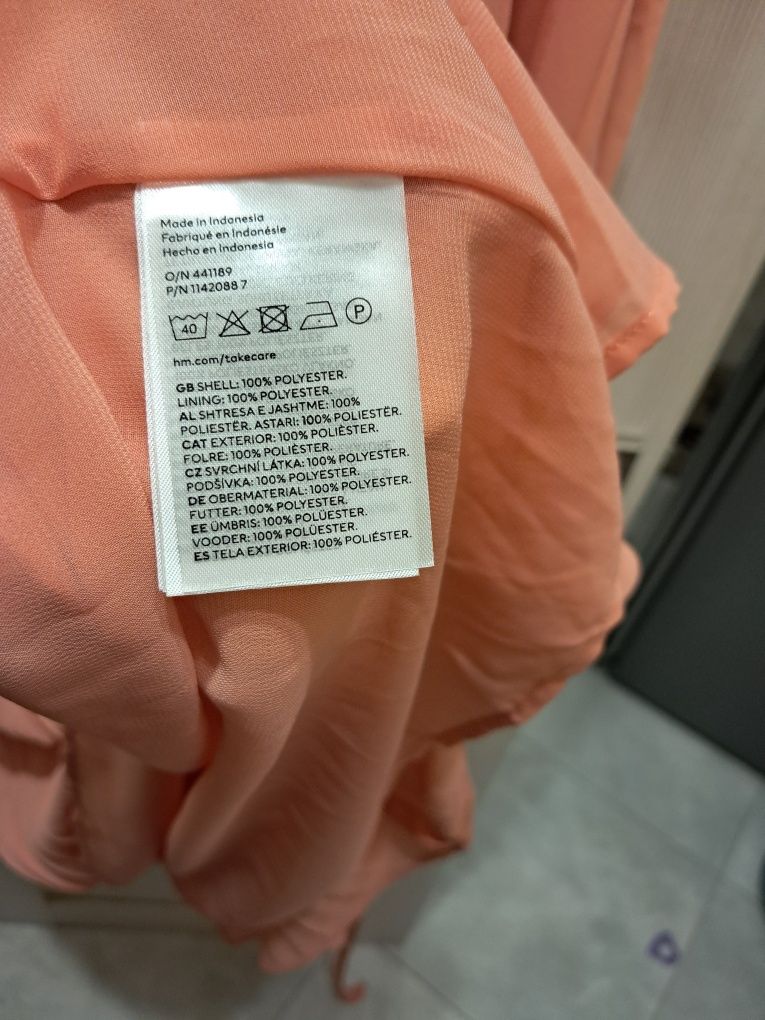 Made in Indonesia
Fabriqué en Indonésie
Hecho en Indonesia
O/N 441189
P/N 1142088 7
40 P
hm.com/takecare
GB SHELL: 100% POLYESTER.
LINING: 100% POLYESTER.
AL SHTRESA E JASHTME: 100%
POLIESTËR. ASTARI: 100% POLIESTËR.
CAT EXTERIOR: 100% POLIÈSTER.
FOLRE: 100% POLIÈSTER.
CZ SVRCHNÍ LÁTKA: 100% POLYESTER.
PODŠÍVKA: 100% POLYESTER.
DE OBERMATERIAL: 100% POLYESTER.
FUTTER: 100% POLYESTER.
EE ÜMBRIS: 100% POLÜESTER.
VOODER: 100% POLÜESTER.
ES TELA EXTERIOR: 100% POLIÉSTER.